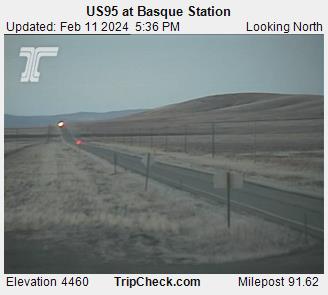 US95 at Basque Station
Updated: Feb 11 2024 5:36 PM Looking North
Elevation 4460 TripCheck.com Milepost 91.62